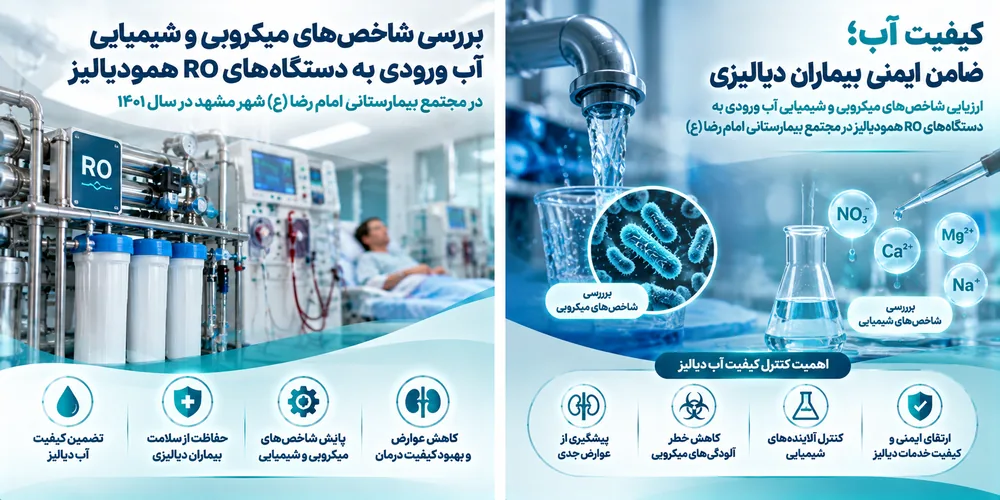 بررسی شاخص‌های میکروبی و شیمیایی
آب ورودی به دستگاه‌های RO همودیالیز
در مجتمع بیمارستانی امام رضا (ع) شهر مشهد در سال ۱۴۰۱
RO
کاهش عوارض
و بهبود کیفیت درمان
پایش شاخص‌های
میکروبی و شیمیایی
حفاظت از سلامت
بیماران دیالیزی
تضمین کیفیت
آب دیالیز
کیفیت آب؛
ضامن ایمنی بیماران دیالیزی
ارزیابی شاخص‌های میکروبی و شیمیایی آب ورودی به
دستگاه‌های RO همودیالیز در مجتمع بیمارستانی امام رضا (ع)
NO₃⁻
Ca²⁺
Mg²⁺
Na⁺
برررسی
شاخص‌های میکروبی
برررسی
شاخص‌های شیمیایی
اهمیت کنترل کیفیت آب دیالیز
ارتقای ایمنی و
کیفیت خدمات دیالیز
کنترل آلاینده‌های
شیمیایی
کاهش خطر
آلودگی‌های میکروبی
پیشگیری از
عوارض جدی